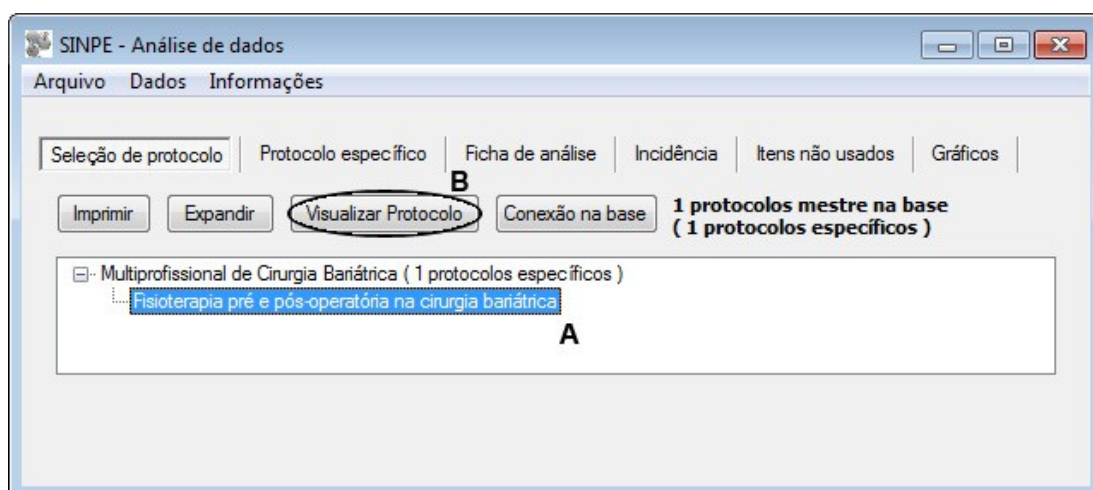 SINPE - Análise de dados
Arquivo Dados Informações
Seleção de protocolo Protocolo específico Ficha de análise Incidência Itens não usados Gráficos
B
Imprimir Expandir Visualizar Protocolo Conexão na base 1 protocolos mestre na base
( 1 protocolos específicos )
Multiprofissional de Cirurgia Bariátrica ( 1 protocolos específicos )
Fisioterapia pré e pós-operatória na cirurgia bariátrica
A